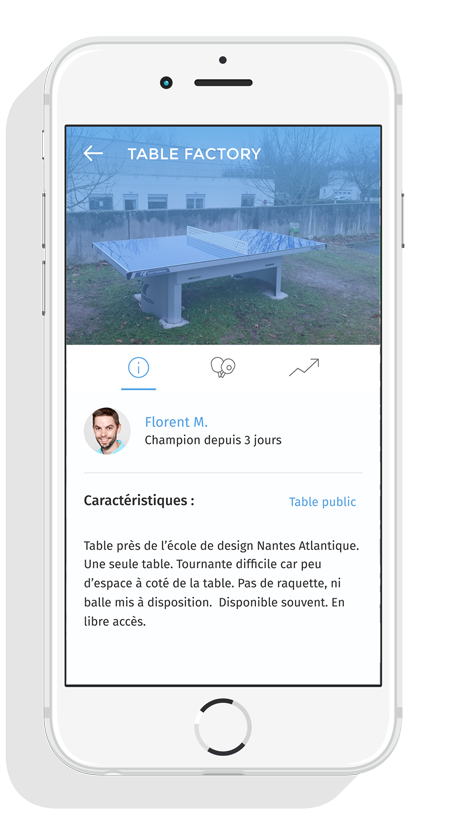 TABLE FACTORY
Florent M.
Champion depuis 3 jours
Caractéristiques :
Table public
Table près de l'école de design Nantes Atlantique.
Une seule table. Tournante difficile car peu
d'espace à coté de la table. Pas de raquette, ni
balle mis à disposition.  Disponible souvent. En
libre accès.